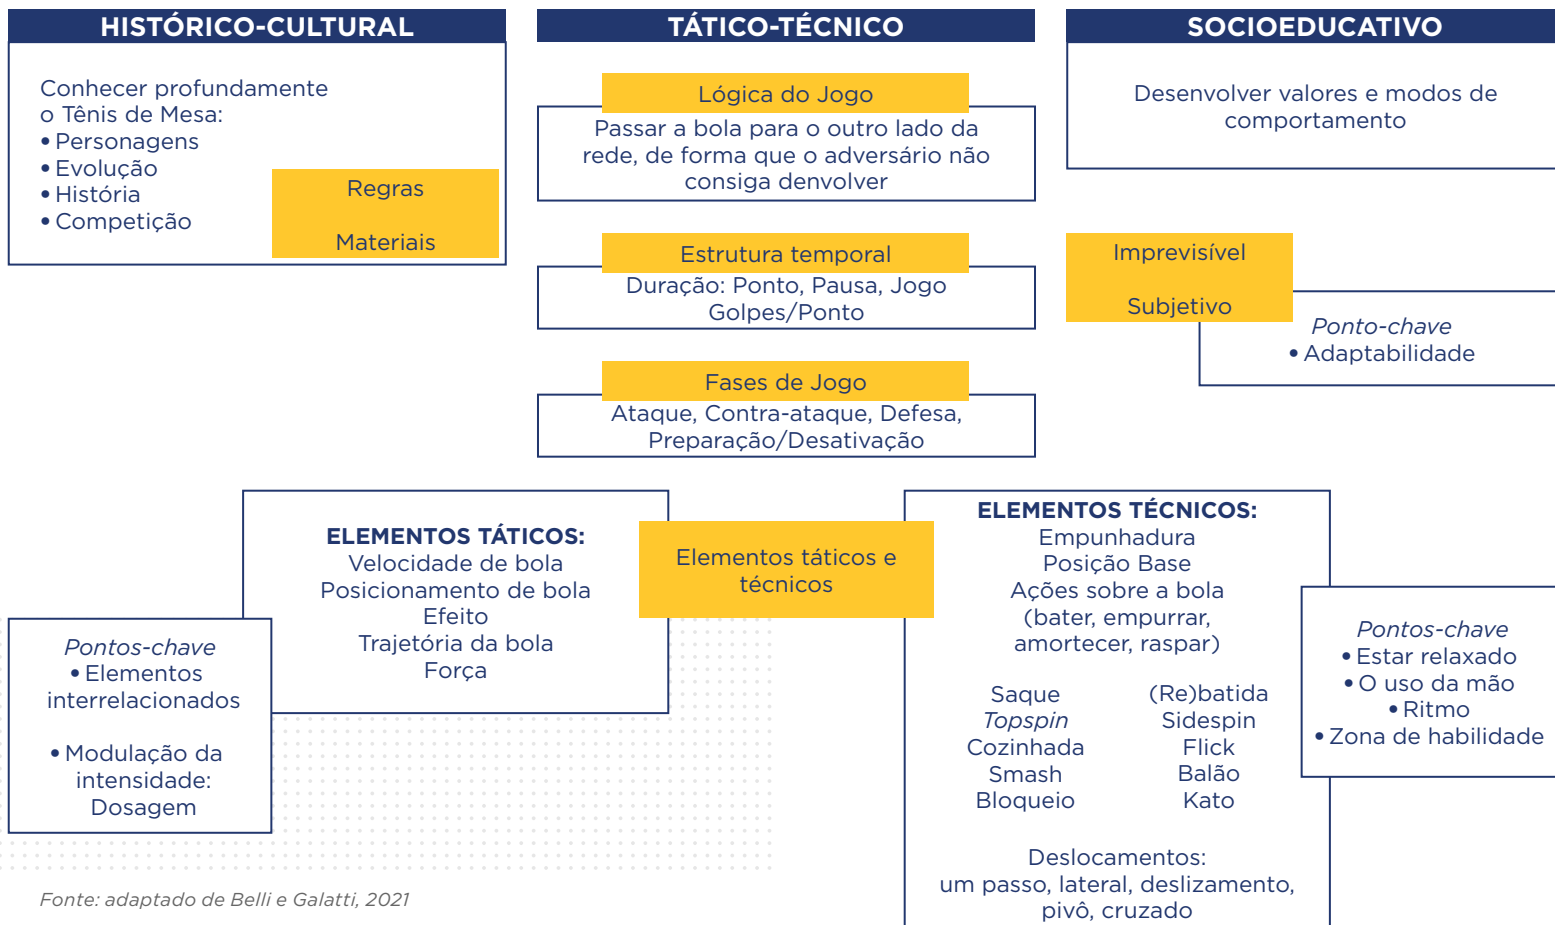 HISTÓRICO-CULTURAL
Conhecer profundamente
o Tênis de Mesa:
• Personagens
• Evolução
• História
• Competição
Regras
Materiais
TÁTICO-TÉCNICO
Lógica do Jogo
Passar a bola para o outro lado da
rede, de forma que o adversário não
consiga denvolver
Estrutura temporal
Duração: Ponto, Pausa, Jogo
Golpes/Ponto
Fases de Jogo
Ataque, Contra-ataque, Defesa,
Preparação/Desativação
SOCIOEDUCATIVO
Desenvolver valores e modos de
comportamento
Imprevisível
Subjetivo
Ponto-chave
• Adaptabilidade
ELEMENTOS TÁTICOS:
Velocidade de bola
Posicionamento de bola
Efeito
Trajetória da bola
Força
Pontos-chave
• Elementos
interrelacionados
• Modulação da
intensidade:
Dosagem
Elementos táticos e
técnicos
ELEMENTOS TÉCNICOS:
Empunhadura
Posição Base
Ações sobre a bola
(bater, empurrar,
amortecer, raspar)
Saque
Topspin
Cozinhada
Smash
Bloqueio
(Re)batida
Sidespin
Flick
Balão
Kato
Deslocamentos:
um passo, lateral, deslizamento,
pivô, cruzado
Pontos-chave
• Estar relaxado
• O uso da mão
• Ritmo
• Zona de habilidade
Fonte: adaptado de Belli e Galatti, 2021